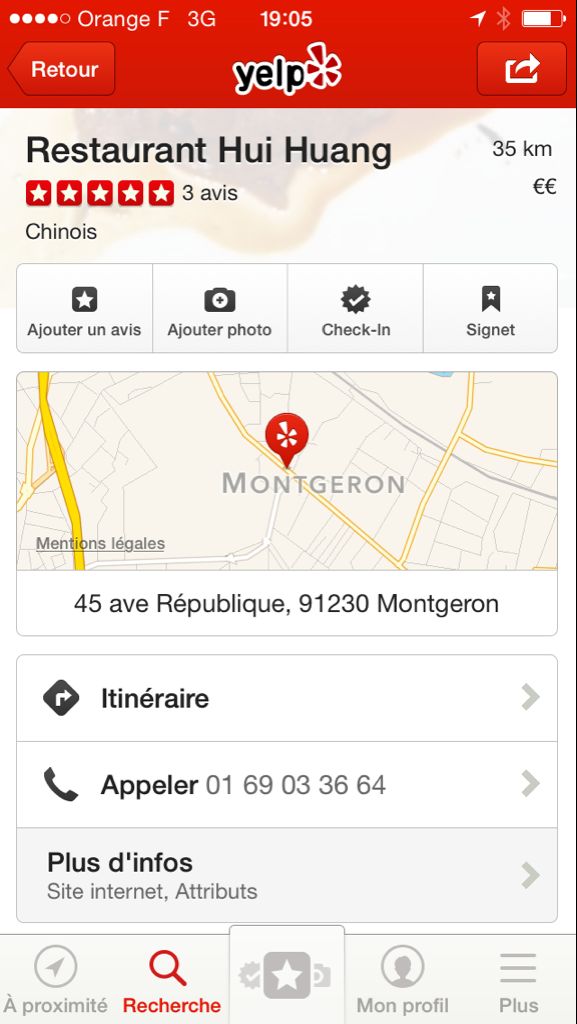 Orange F 3G 19:05
Retour
yelp
Restaurant Hui Huang
35 km
3 avis
€€
Chinois
Ajouter un avis
Ajouter photo
Check-In
Signet
MONTGERON
Mentions légales
45 ave République, 91230 Montgeron
Itinéraire
Appeler 01 69 03 36 64
Plus d'infos
Site internet, Attributs
À proximité
Recherche
Mon profil
Plus